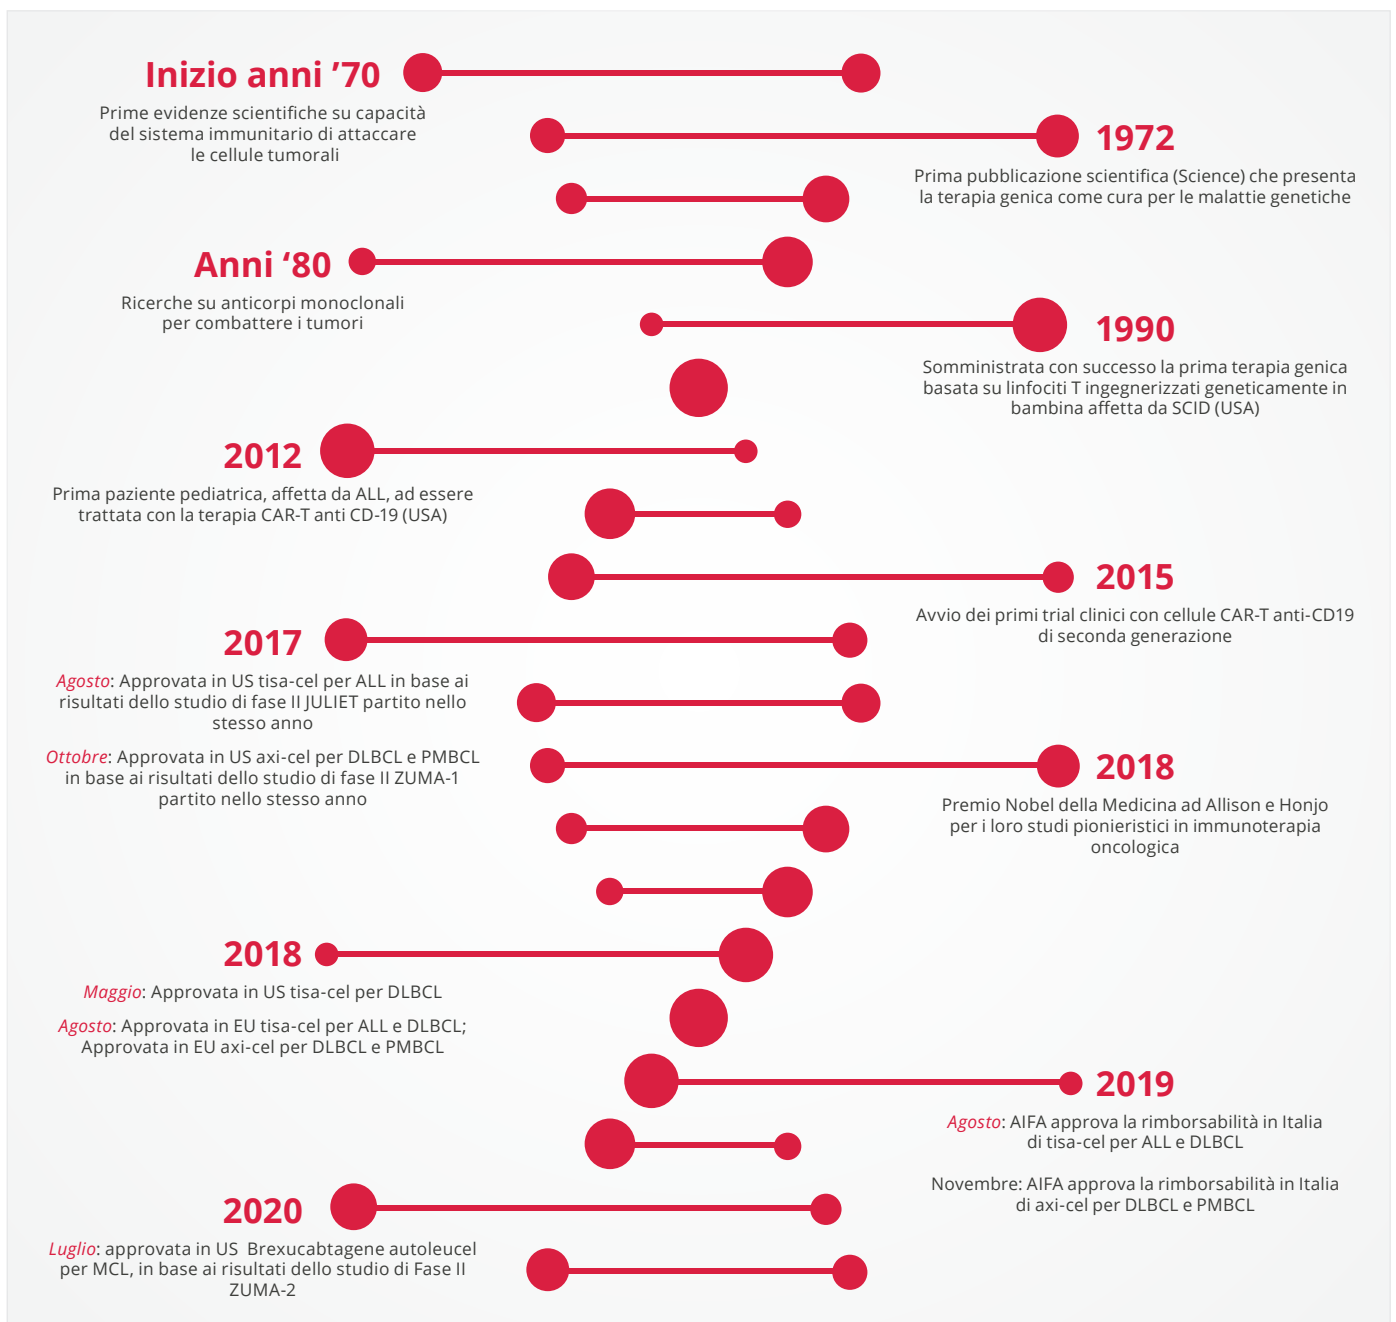 Inizio anni ’70
Prime evidenze scientifiche su capacità
del sistema immunitario di attaccare
le cellule tumorali
1972
Prima pubblicazione scientifica (Science) che presenta
la terapia genica come cura per le malattie genetiche
Anni ‘80
Ricerche su anticorpi monoclonali
per combattere i tumori
1990
Somministrata con successo la prima terapia genica
basata su linfociti T ingegnerizzati geneticamente in
bambina affetta da SCID (USA)
2012
Prima paziente pediatrica, affetta da ALL, ad essere
trattata con la terapia CAR-T anti CD-19 (USA)
2015
Avvio dei primi trial clinici con cellule CAR-T anti-CD19
di seconda generazione
2017
Agosto: Approvata in US tisa-cel per ALL in base ai
risultati dello studio di fase II JULIET partito nello
stesso anno
Ottobre: Approvata in US axi-cel per DLBCL e PMBCL
in base ai risultati dello studio di fase II ZUMA-1
partito nello stesso anno
2018
Premio Nobel della Medicina ad Allison e Honjo
per i loro studi pionieristici in immunoterapia
oncologica
2018
Maggio: Approvata in US tisa-cel per DLBCL
Agosto: Approvata in EU tisa-cel per ALL e DLBCL;
Approvata in EU axi-cel per DLBCL e PMBCL
2019
Agosto: AIFA approva la rimborsabilità in Italia
di tisa-cel per ALL e DLBCL
Novembre: AIFA approva la rimborsabilità in Italia
di axi-cel per DLBCL e PMBCL
2020
Luglio: approvata in US  Brexucabtagene autoleucel
per MCL, in base ai risultati dello studio di Fase II
ZUMA-2